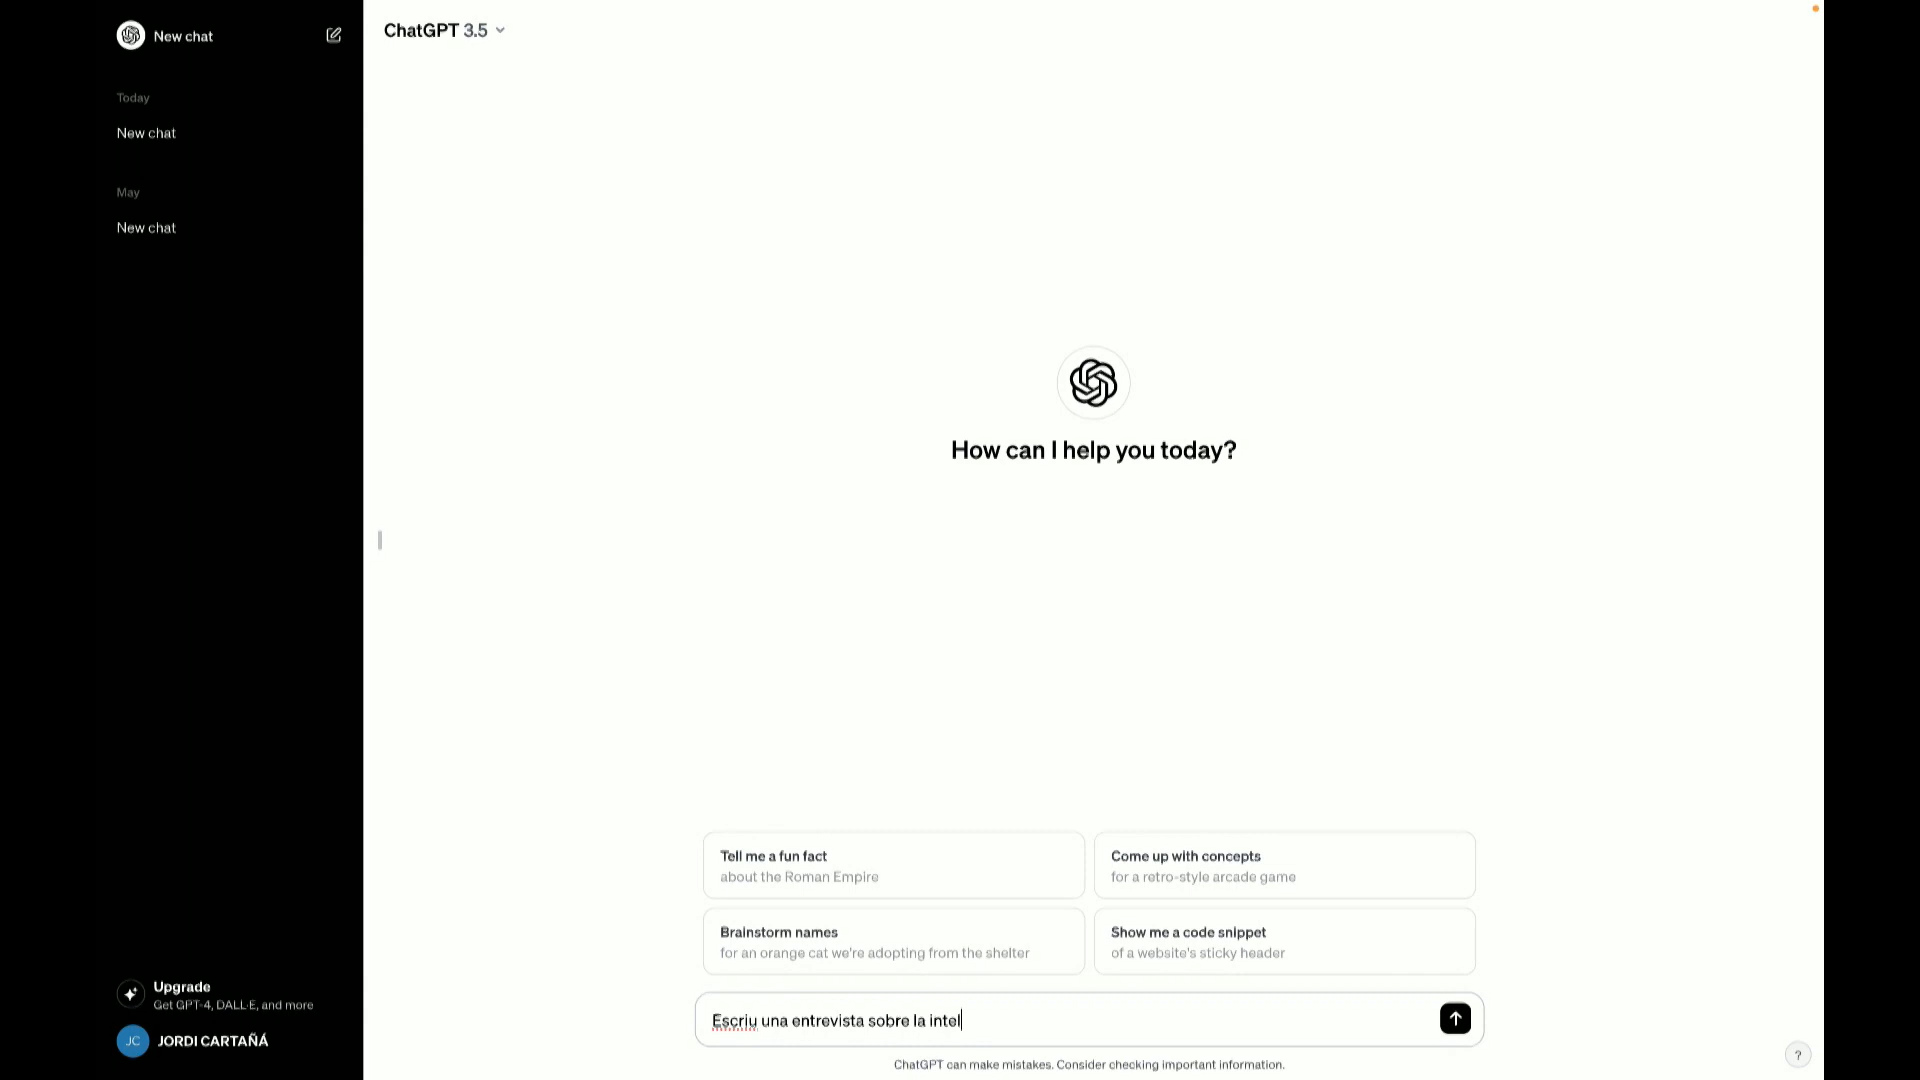 New chat
Today
New chat
May
New chat
Upgrade
Get GPT-4, DALL·E, and more
JC
JORDI CARTAÑÁ
ChatGPT 3.5
How can I help you today?
Tell me a fun fact
about the Roman Empire
Come up with concepts
for a retro-style arcade game
Brainstorm names
for an orange cat we're adopting from the shelter
Show me a code snippet
of a website's sticky header
Escriu una entrevista sobre la intel
ChatGPT can make mistakes. Consider checking important information.
?